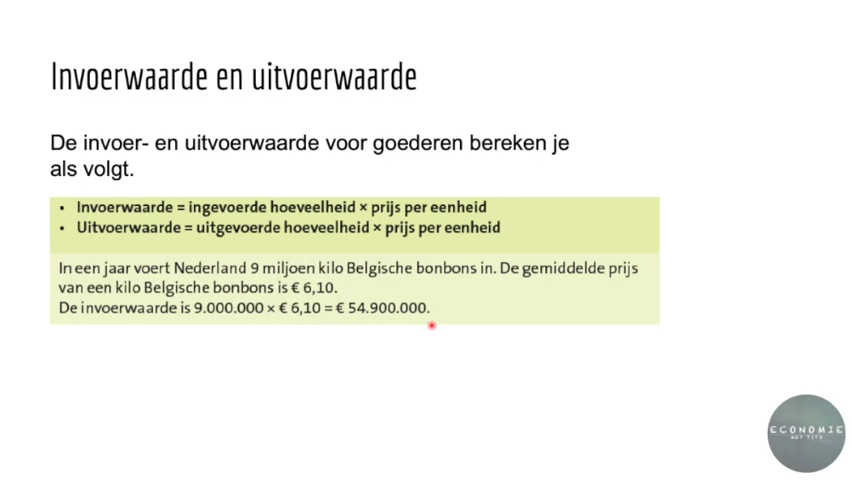 Invoerwaarde en uitvoerwaarde
De invoer- en uitvoerwaarde voor goederen bereken je
als volgt.
• Invoerwaarde = ingevoerde hoeveelheid × prijs per eenheid
• Uitvoerwaarde = uitgevoerde hoeveelheid × prijs per eenheid
In een jaar voert Nederland 9 miljoen kilo Belgische bonbons in. De gemiddelde prijs
van een kilo Belgische bonbons is € 6,10.
De invoerwaarde is 9.000.000 × € 6,10 = € 54.900.000.
ECONOMIE